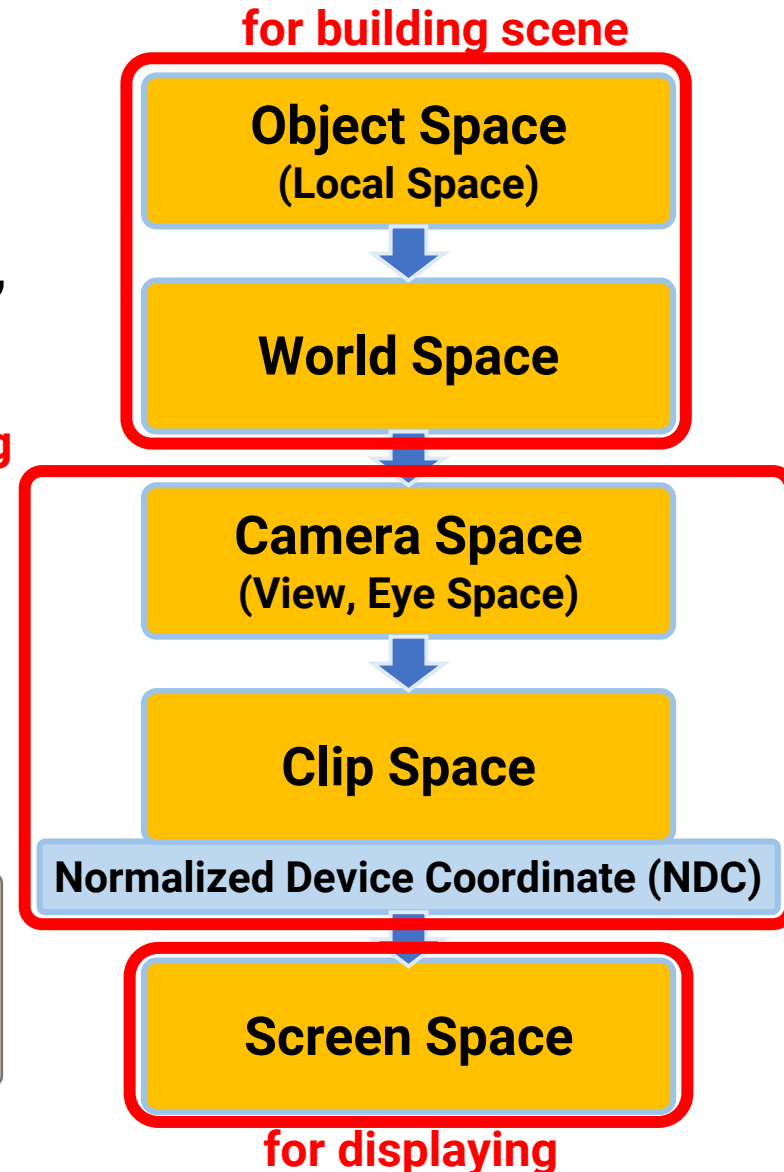 for building scene
Object Space
(Local Space)
,
World Space
g
Camera Space
(View, Eye Space)
Clip Space
Normalized Device Coordinate (NDC)
Screen Space
for displaying